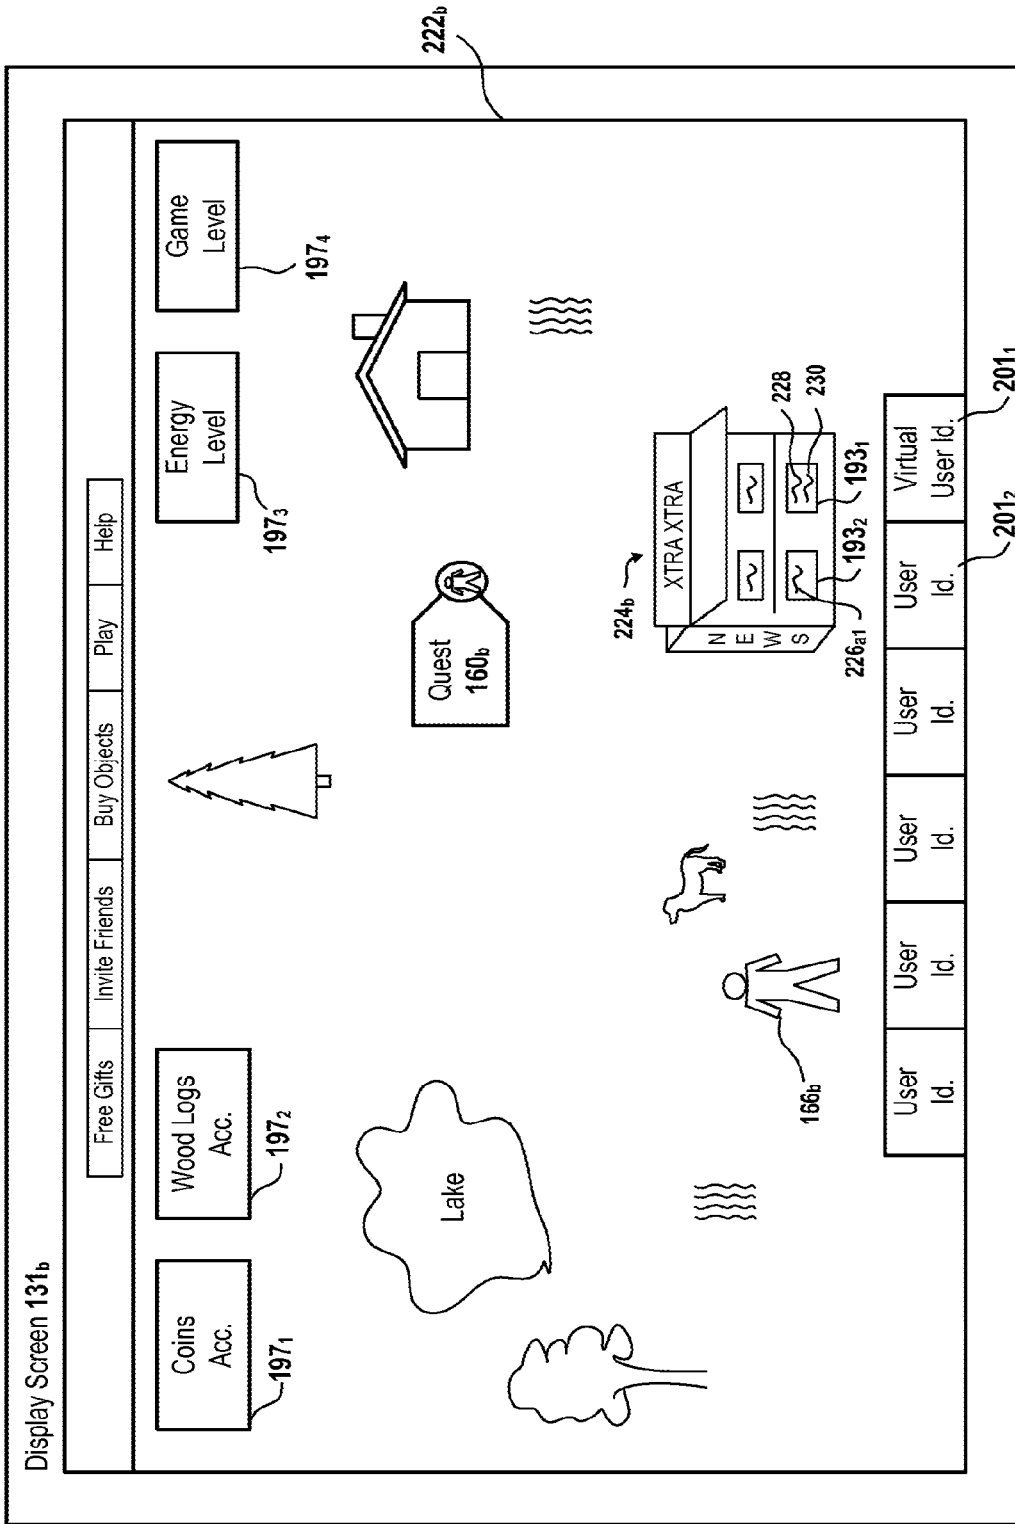 Display Screen 131b
222b
Free Gifts
Invite Friends
Buy Objects
Play
Help
Coins
Acc.
1971
Wood Logs
Acc.
1972
Energy
Level
1973
Game
Level
1974
Lake
Quest
160b
224b
XTRA XTRA
NEWS
228
230
1931
1932
226a1
166b
User
Id.
User
Id.
User
Id.
User
Id.
User
Id.
Virtual
User Id.
2012
2011